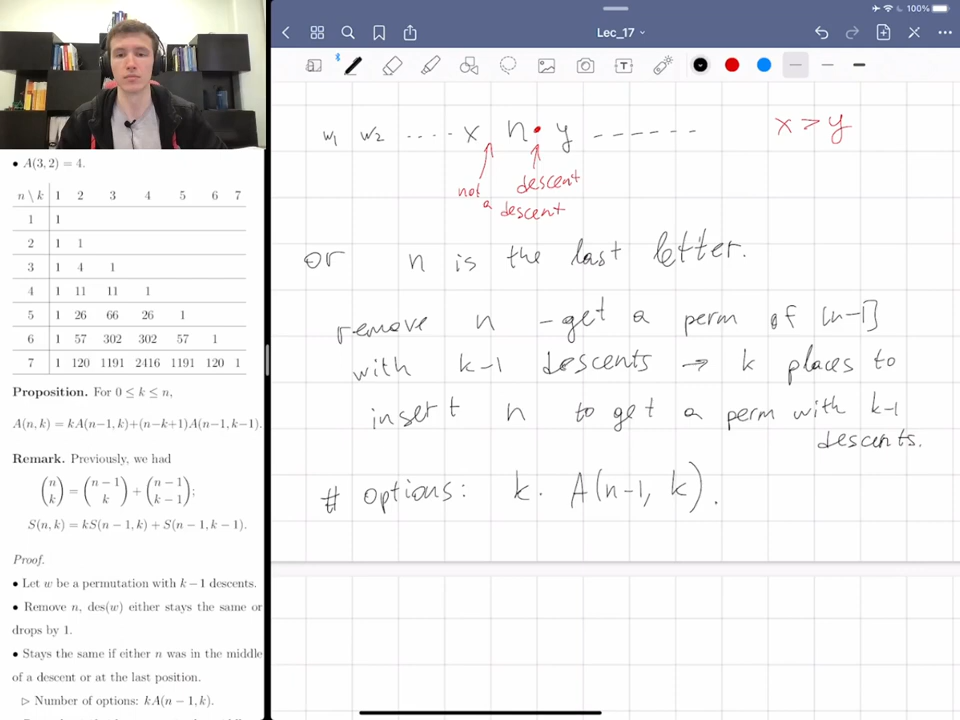 100%
Lec_17
• A(3, 2) = 4.
n \ k 1 2 3 4 5 6 7
1 1
2 1 1
3 1 4 1
4 1 11 11 1
5 1 26 66 26 1
6 1 57 302 302 57 1
7 1 120 1191 2416 1191 120 1
Proposition. For 0 ≤ k ≤ n,
A(n, k) = kA(n−1, k)+(n−k+1)A(n−1, k−1).
Remark. Previously, we had
(n k) = (n − 1 k) + (n − 1 k − 1);
S(n, k) = kS(n − 1, k) + S(n − 1, k − 1).
Proof.
• Let w be a permutation with k − 1 descents.
• Remove n, des(w) either stays the same or
drops by 1.
• Stays the same if either n was in the middle
of a descent or at the last position.
▷ Number of options: kA(n − 1, k).
w1 w2 .... x n • y ------- x > y
not a descent
descent
or n is the last letter.
remove n - get a perm of [n-1]
with k-1 descents → k places to
insert n to get a perm with k-1
descents.
# options: k. A(n-1, k).